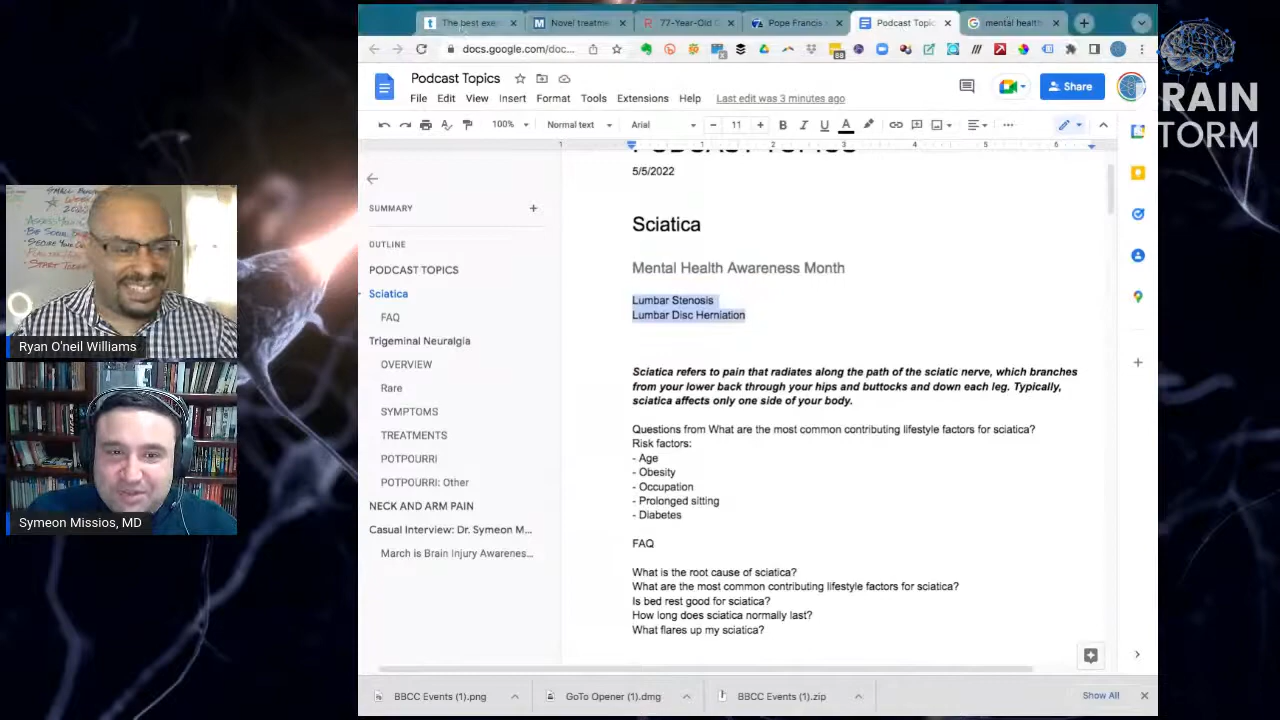 The best exe
Novel treatme
77-Year-Old C
Pope Francis
Podcast Topic
mental health
docs.google.com/doc...
Podcast Topics
File Edit View Insert Format Tools Extensions Help Last edit was 3 minutes ago
Share
100% Normal text Arial 11
1 1 2 3 4 5 6
RAIN
TORM
PODCAST TOPICS
5/5/2022
Sciatica
Mental Health Awareness Month
Lumbar Stenosis
Lumbar Disc Herniation
Sciatica refers to pain that radiates along the path of the sciatic nerve, which branches
from your lower back through your hips and buttocks and down each leg. Typically,
sciatica affects only one side of your body.
Questions from What are the most common contributing lifestyle factors for sciatica?
Risk factors:
- Age
- Obesity
- Occupation
- Prolonged sitting
- Diabetes
FAQ
What is the root cause of sciatica?
What are the most common contributing lifestyle factors for sciatica?
Is bed rest good for sciatica?
How long does sciatica normally last?
What flares up my sciatica?
SUMMARY
OUTLINE
PODCAST TOPICS
Sciatica
FAQ
Trigeminal Neuralgia
OVERVIEW
Rare
SYMPTOMS
TREATMENTS
POTPOURRI
POTPOURRI: Other
NECK AND ARM PAIN
Casual Interview: Dr. Symeon M...
March is Brain Injury Awarenes...
Ryan O'neil Williams
Symeon Missios, MD
BBCC Events (1).png
GoTo Opener (1).dmg
BBCC Events (1).zip
Show All